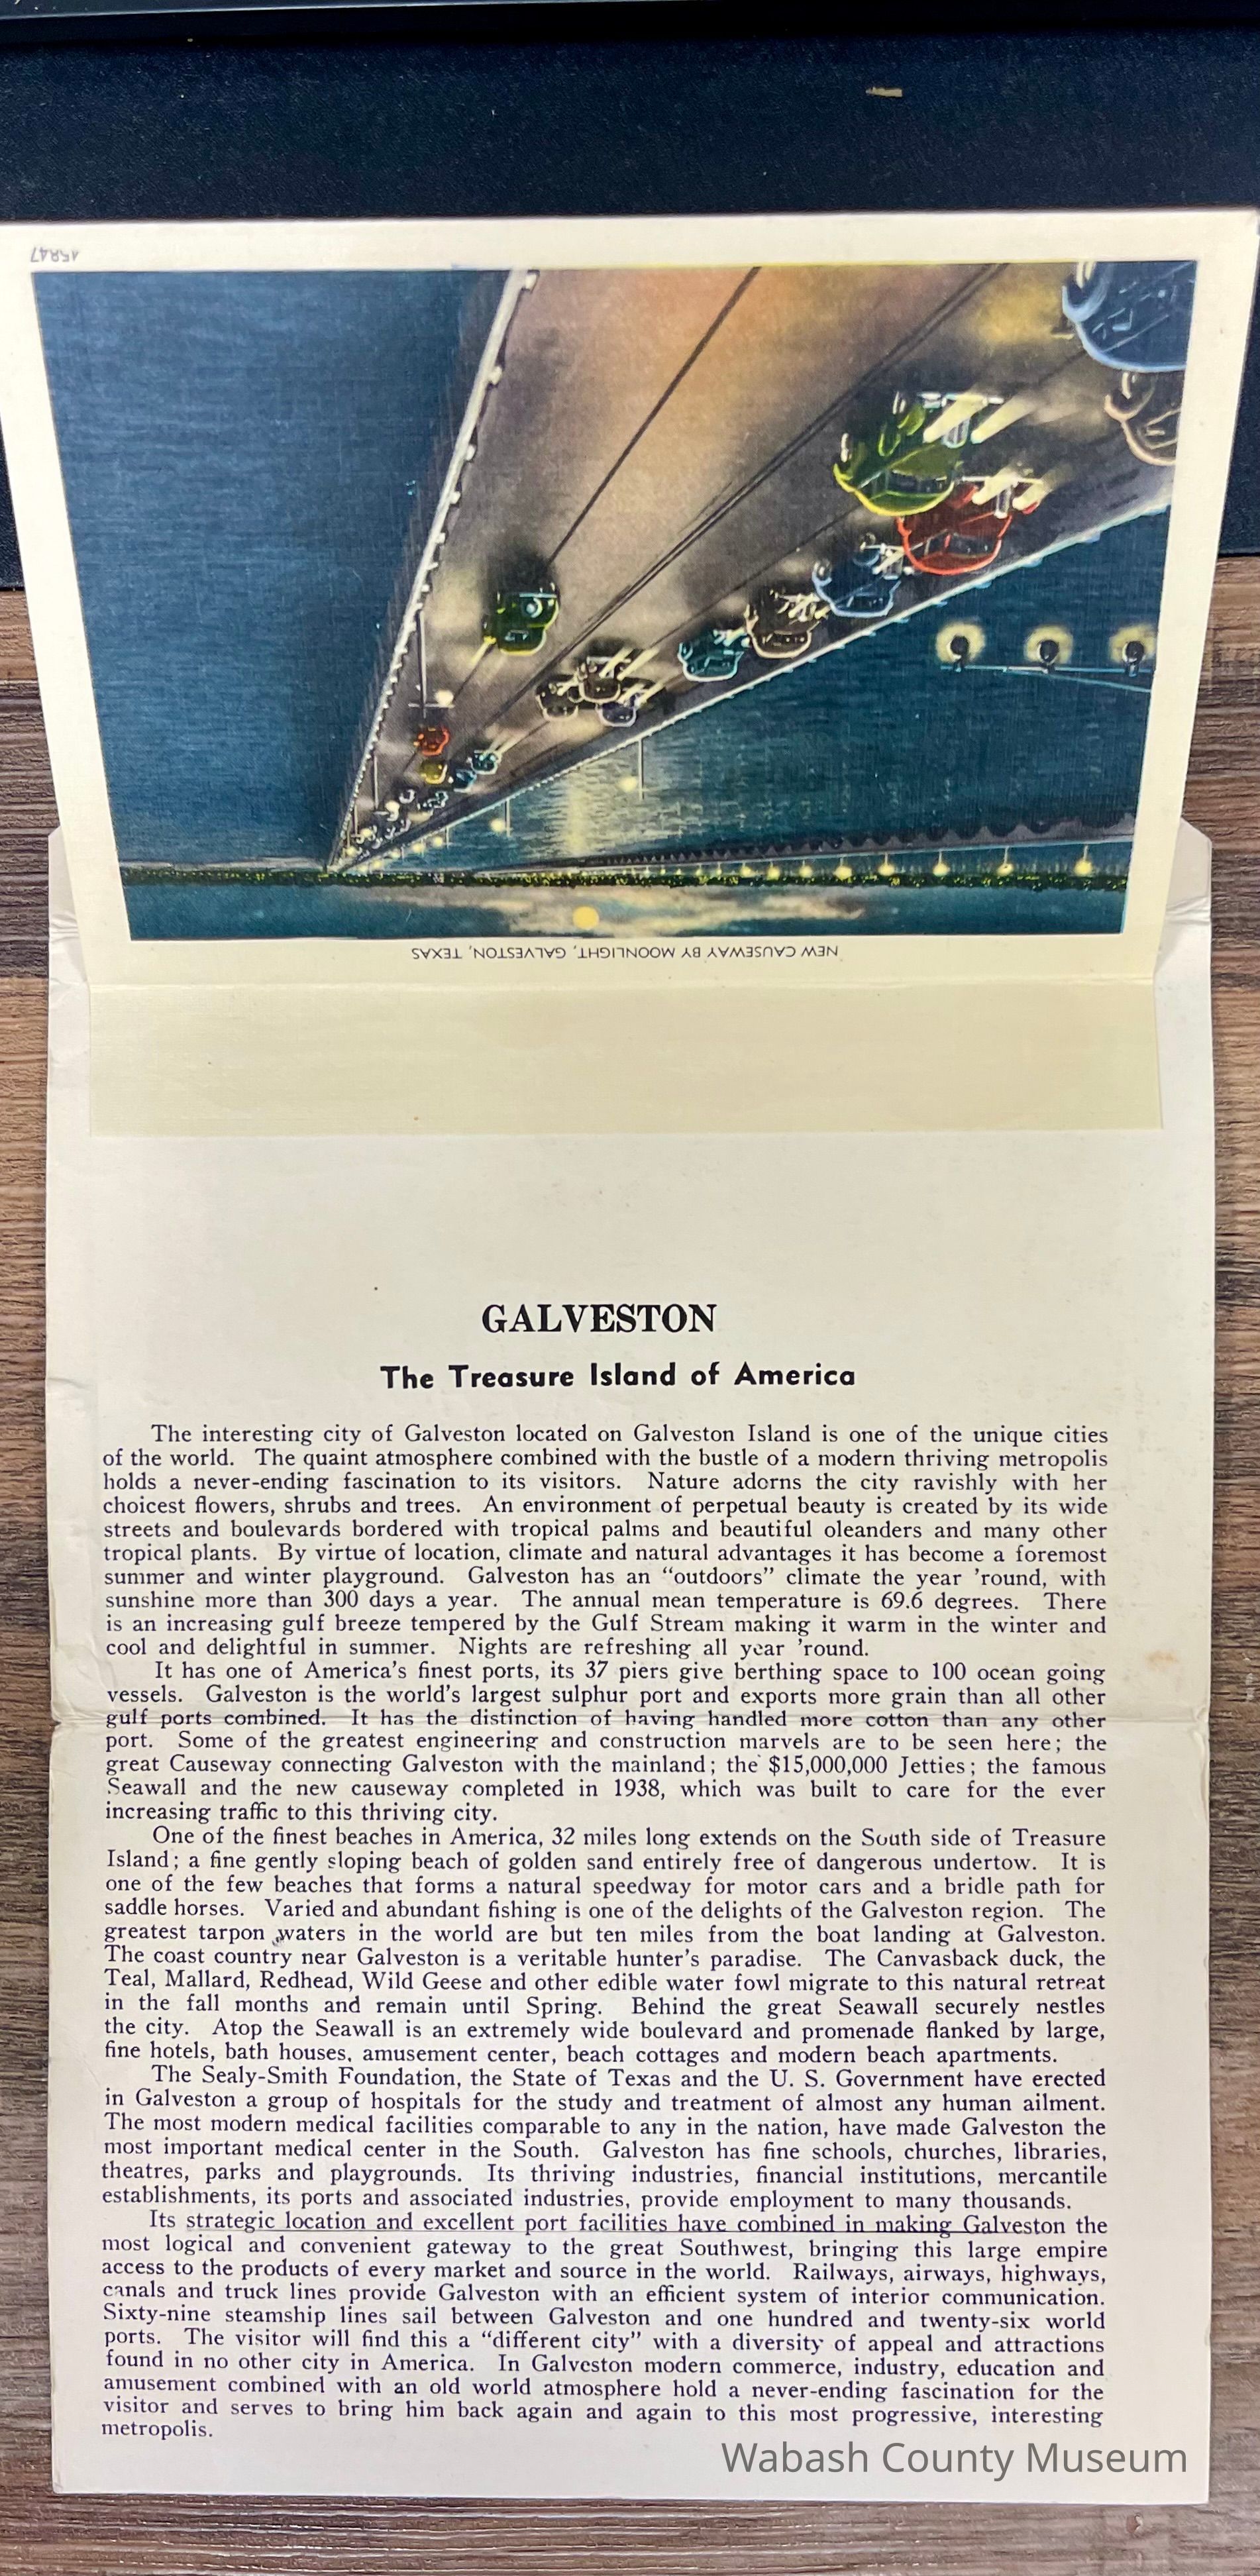 45847
NEW CAUSEWAY BY MOONLIGHT, GALVESTON, TEXAS
GALVESTON
The Treasure Island of America
The interesting city of Galveston located on Galveston Island is one of the unique cities
of the world. The quaint atmosphere combined with the bustle of a modern thriving metropolis
holds a never-ending fascination to its visitors. Nature adorns the city ravishly with her
choicest flowers, shrubs and trees. An environment of perpetual beauty is created by its wide
streets and boulevards bordered with tropical palms and beautiful oleanders and many other
tropical plants. By virtue of location, climate and natural advantages it has become a foremost
summer and winter playground. Galveston has an “outdoors” climate the year ’round, with
sunshine more than 300 days a year. The annual mean temperature is 69.6 degrees. There
is an increasing gulf breeze tempered by the Gulf Stream making it warm in the winter and
cool and delightful in summer. Nights are refreshing all year ’round.
It has one of America’s finest ports, its 37 piers give berthing space to 100 ocean going
vessels. Galveston is the world’s largest sulphur port and exports more grain than all other
gulf ports combined. It has the distinction of having handled more cotton than any other
port. Some of the greatest engineering and construction marvels are to be seen here; the
great Causeway connecting Galveston with the mainland; the $15,000,000 Jetties; the famous
Seawall and the new causeway completed in 1938, which was built to care for the ever
increasing traffic to this thriving city.
One of the finest beaches in America, 32 miles long extends on the South side of Treasure
Island; a fine gently sloping beach of golden sand entirely free of dangerous undertow. It is
one of the few beaches that forms a natural speedway for motor cars and a bridle path for
saddle horses. Varied and abundant fishing is one of the delights of the Galveston region. The
greatest tarpon waters in the world are but ten miles from the boat landing at Galveston.
The coast country near Galveston is a veritable hunter’s paradise. The Canvasback duck, the
Teal, Mallard, Redhead, Wild Geese and other edible water fowl migrate to this natural retreat
in the fall months and remain until Spring. Behind the great Seawall securely nestles
the city. Atop the Seawall is an extremely wide boulevard and promenade flanked by large,
fine hotels, bath houses, amusement center, beach cottages and modern beach apartments.
The Sealy-Smith Foundation, the State of Texas and the U. S. Government have erected
in Galveston a group of hospitals for the study and treatment of almost any human ailment.
The most modern medical facilities comparable to any in the nation, have made Galveston the
most important medical center in the South. Galveston has fine schools, churches, libraries,
theatres, parks and playgrounds. Its thriving industries, financial institutions, mercantile
establishments, its ports and associated industries, provide employment to many thousands.
Its strategic location and excellent port facilities have combined in making Galveston the
most logical and convenient gateway to the great Southwest, bringing this large empire
access to the products of every market and source in the world. Railways, airways, highways,
canals and truck lines provide Galveston with an efficient system of interior communication.
Sixty-nine steamship lines sail between Galveston and one hundred and twenty-six world
ports. The visitor will find this a “different city” with a diversity of appeal and attractions
found in no other city in America. In Galveston modern commerce, industry, education and
amusement combined with an old world atmosphere hold a never-ending fascination for the
visitor and serves to bring him back again and again to this most progressive, interesting
metropolis.
Wabash County Museum